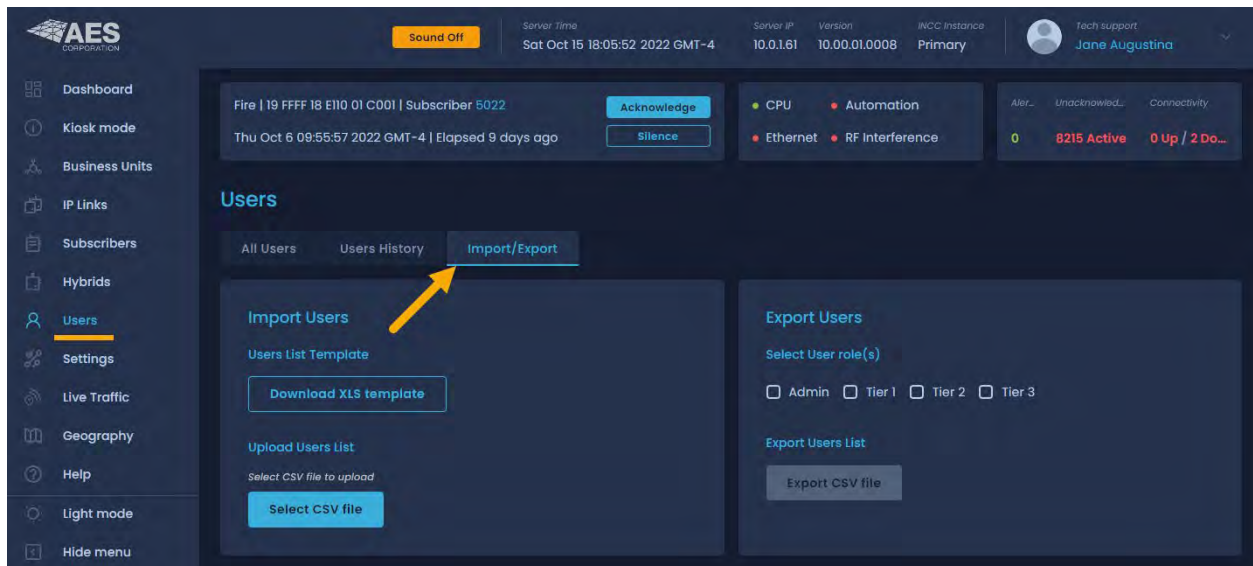 AES
CORPORATION
Sound Off
Server Time
Sat Oct 15 18:05:52 2022 GMT-4
Server IP
10.0.1.61
Version
10.00.01.0008
INCC Instance
Primary
Tech support
Jane Augustina
Dashboard
Kiosk mode
Business Units
IP Links
Subscribers
Hybrids
Users
Settings
Live Traffic
Geography
Help
Light mode
Hide menu
Fire | 19 FFFF 18 E110 01 C001 | Subscriber 5022
Thu Oct 6 09:55:57 2022 GMT-4 | Elapsed 9 days ago
Acknowledge
Silence
CPU
Automation
Ethernet
RF Interference
Aler...
Unacknowled...
Connectivity
0
8215 Active
0 Up / 2 Do...
Users
All Users
Users History
Import/Export
Import Users
Users List Template
Download XLS template
Upload Users List
Select CSV file to upload
Select CSV file
Export Users
Select User role(s)
Admin
Tier 1
Tier 2
Tier 3
Export Users List
Export CSV file